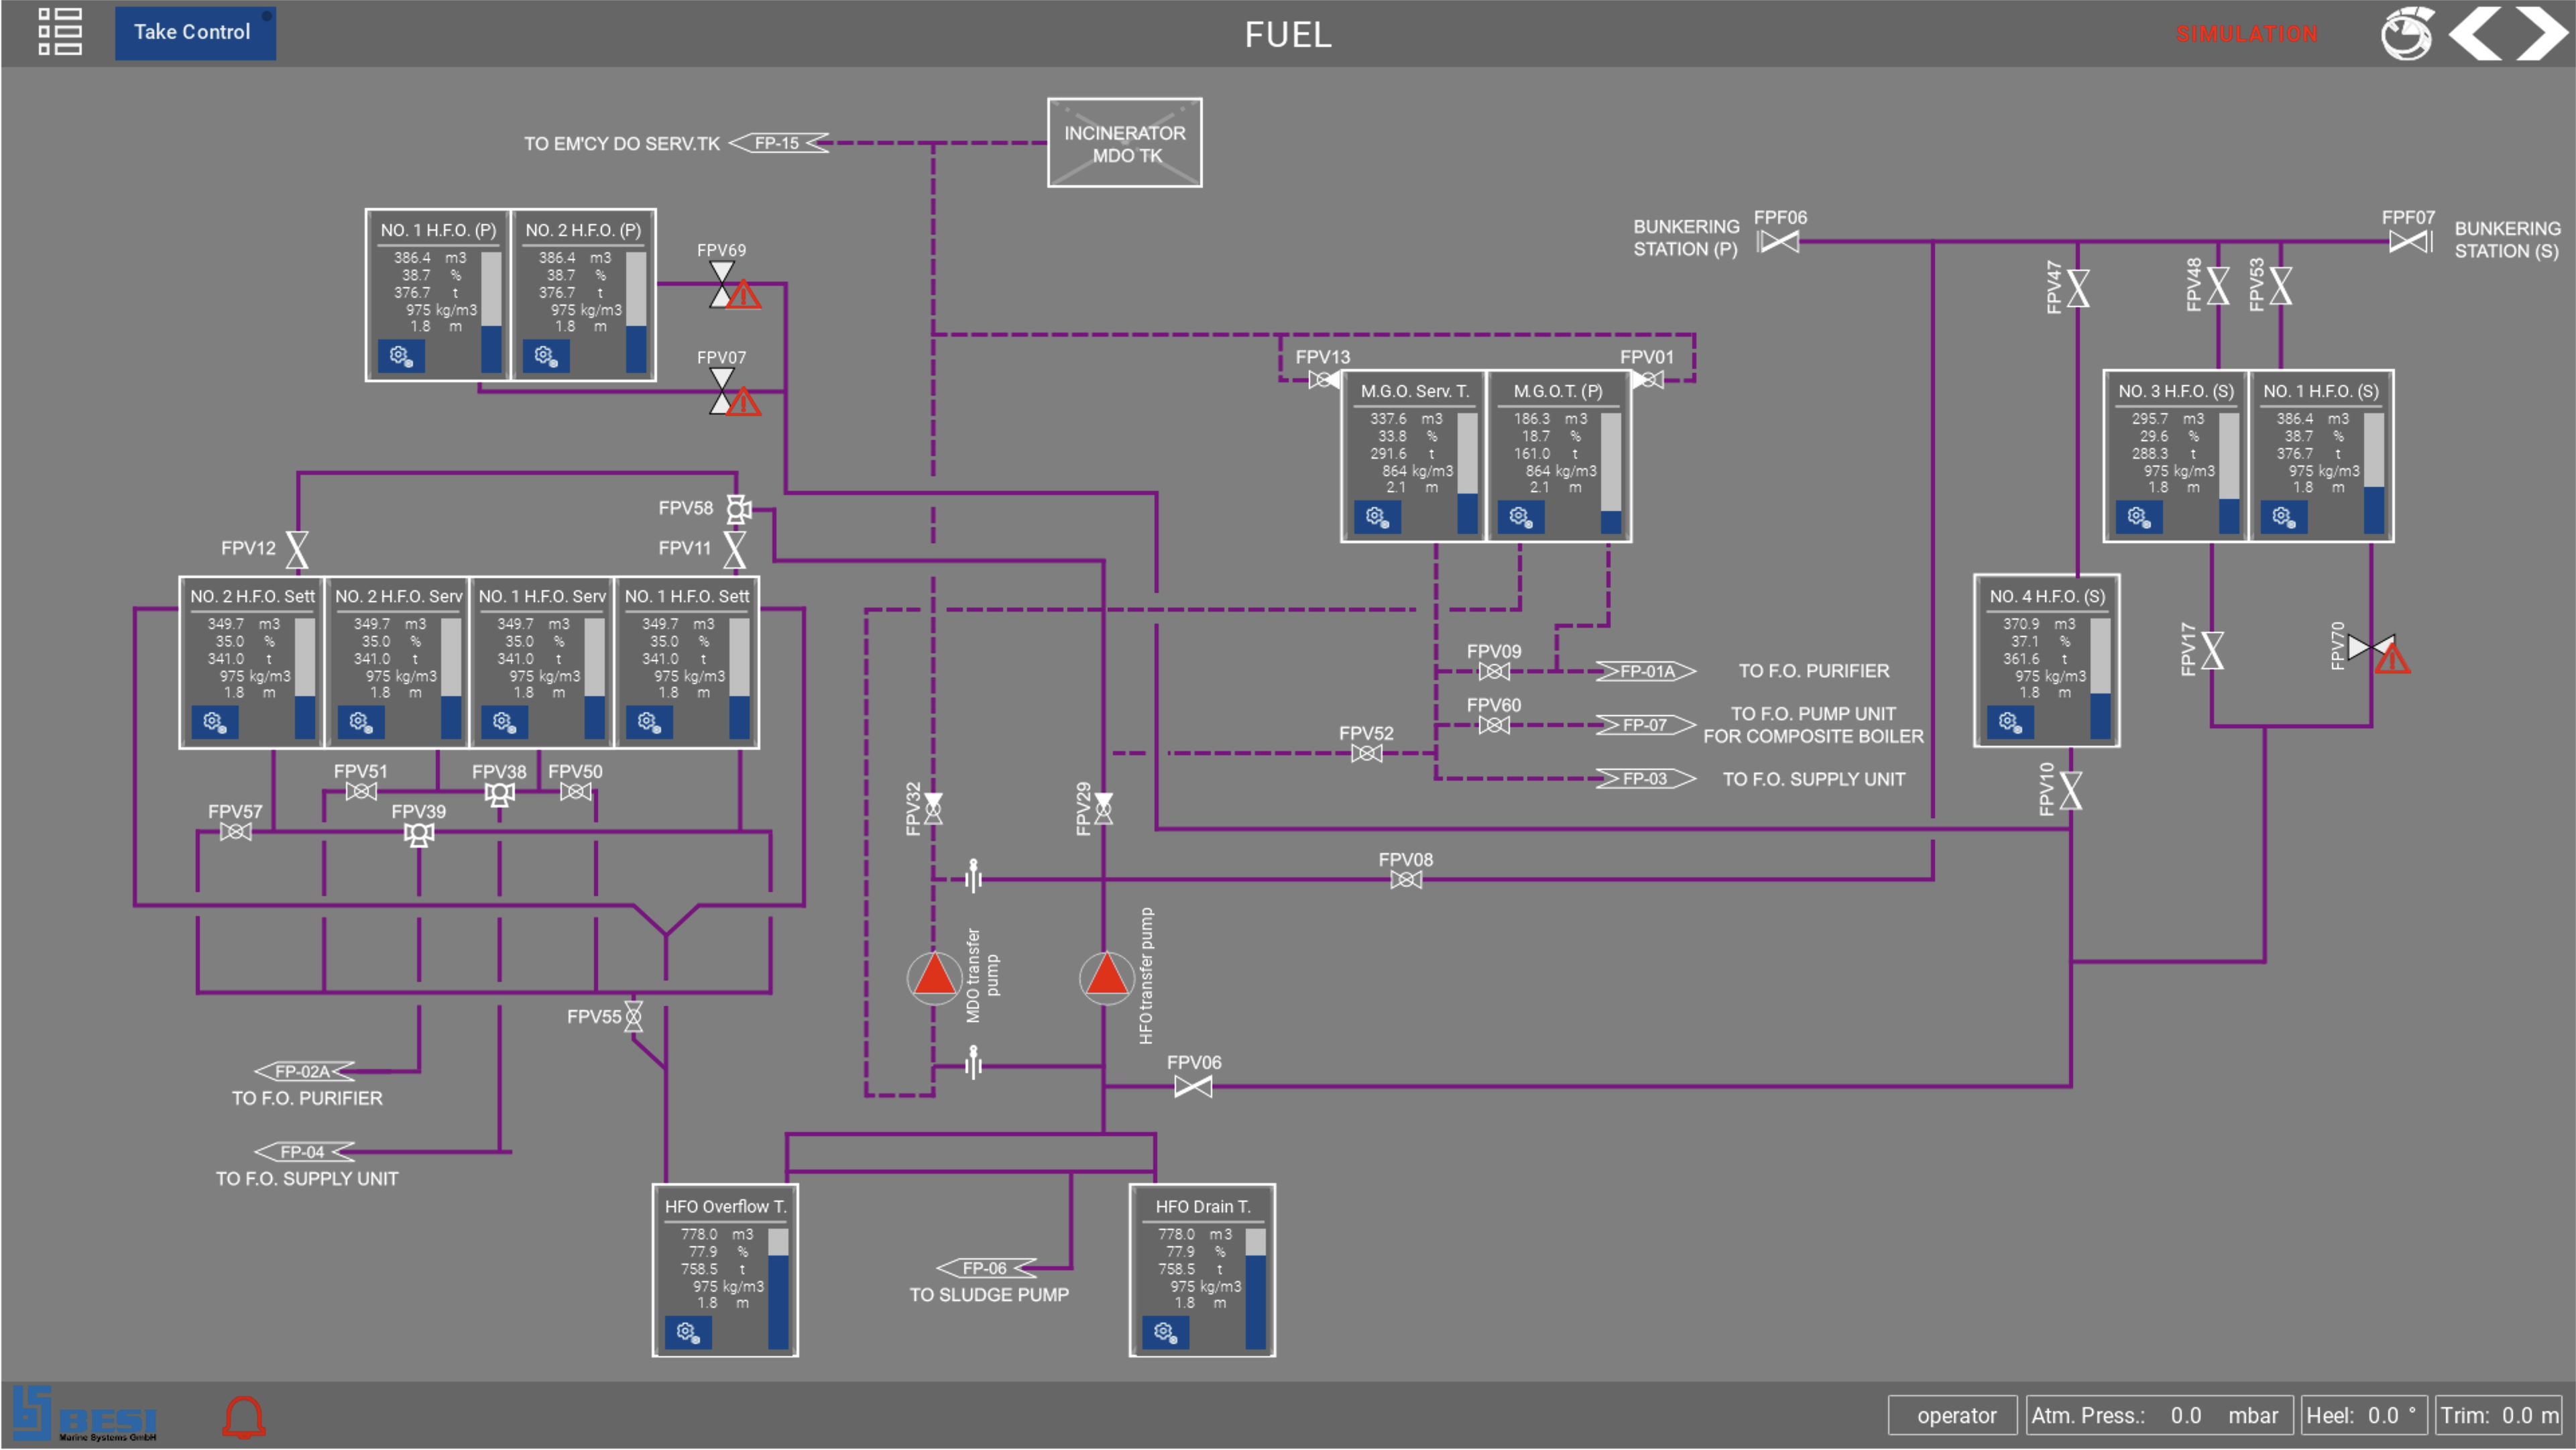 Take Control
FUEL
SIMULATION
TO EM'CY DO SERV.TK
FP-15
INCINERATOR
MDO TK
NO. 1 H.F.O. (P)
386.4 m3
38.7 %
376.7 t
975 kg/m3
1.8 m
NO. 2 H.F.O. (P)
386.4 m3
38.7 %
376.7 t
975 kg/m3
1.8 m
FPV69
FPV07
BUNKERING
STATION (P)
FPF06
FPF07
BUNKERING
STATION (S)
FPV47
FPV48
FPV53
FPV13
FPV01
M.G.O. Serv. T.
337.6 m3
33.8 %
291.6 t
864 kg/m3
2.1 m
M.G.O.T. (P)
186.3 m3
18.7 %
161.0 t
864 kg/m3
2.1 m
NO. 3 H.F.O. (S)
295.7 m3
29.6 %
288.3 t
975 kg/m3
1.8 m
NO. 1 H.F.O. (S)
386.4 m3
38.7 %
376.7 t
975 kg/m3
1.8 m
FPV58
FPV12
FPV11
NO. 2 H.F.O. Sett
349.7 m3
35.0 %
341.0 t
975 kg/m3
1.8 m
NO. 2 H.F.O. Serv
349.7 m3
35.0 %
341.0 t
975 kg/m3
1.8 m
NO. 1 H.F.O. Serv
349.7 m3
35.0 %
341.0 t
975 kg/m3
1.8 m
NO. 1 H.F.O. Sett
349.7 m3
35.0 %
341.0 t
975 kg/m3
1.8 m
NO. 4 H.F.O. (S)
370.9 m3
37.1 %
361.6 t
975 kg/m3
1.8 m
FPV17
FPV70
FPV09
FP-01A
TO F.O. PURIFIER
FPV60
FP-07
TO F.O. PUMP UNIT
FOR COMPOSITE BOILER
FPV52
FP-03
TO F.O. SUPPLY UNIT
FPV51
FPV38
FPV50
FPV57
FPV39
FPV32
FPV29
FPV10
FPV08
MDO transfer
pump
HFO transfer pump
FPV55
FPV06
FP-02A
TO F.O. PURIFIER
FP-04
TO F.O. SUPPLY UNIT
HFO Overflow T.
778.0 m3
77.9 %
758.5 t
975 kg/m3
1.8 m
FP-06
TO SLUDGE PUMP
HFO Drain T.
778.0 m3
77.9 %
758.5 t
975 kg/m3
1.8 m
BESI
Marine Systems GmbH
operator
Atm. Press.: 0.0 mbar
Heel: 0.0 °
Trim: 0.0 m